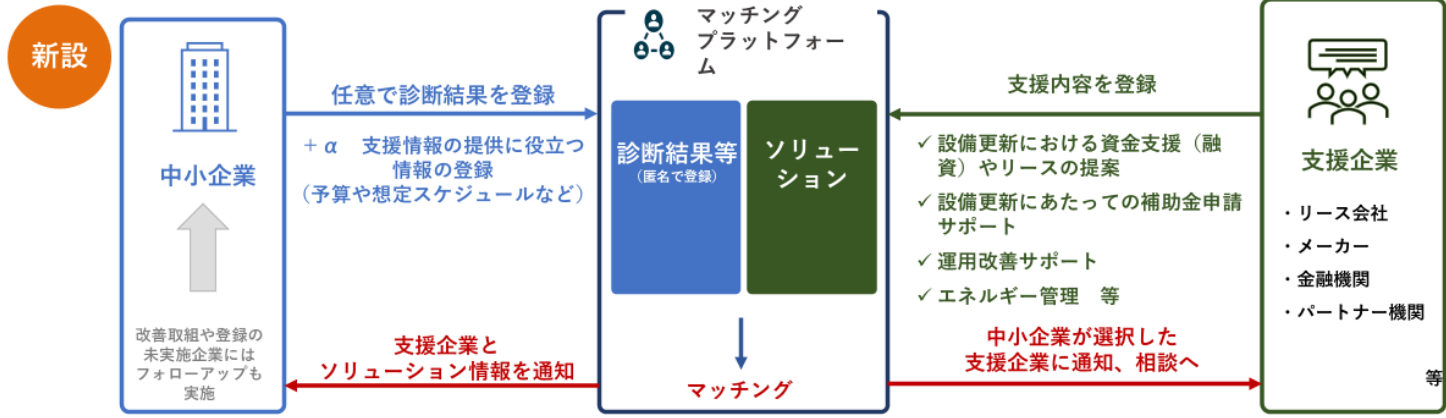 新設
中小企業
改善取組や登録の
未実施企業には
フォローアップも
実施
任意で診断結果を登録
+α　支援情報の提供に役立つ
情報の登録
（予算や想定スケジュールなど）
支援企業と
ソリューション情報を通知
マッチング
プラットフォー
ム
診断結果等
（匿名で登録）
ソリュー
ション
マッチング
支援内容を登録
✓ 設備更新における資金支援（融
資）やリースの提案
✓ 設備更新にあたっての補助金申請
サポート
✓ 運用改善サポート
✓ エネルギー管理　等
中小企業が選択した
支援企業に通知、相談へ
支援企業
・リース会社
・メーカー
・金融機関
・パートナー機関
等